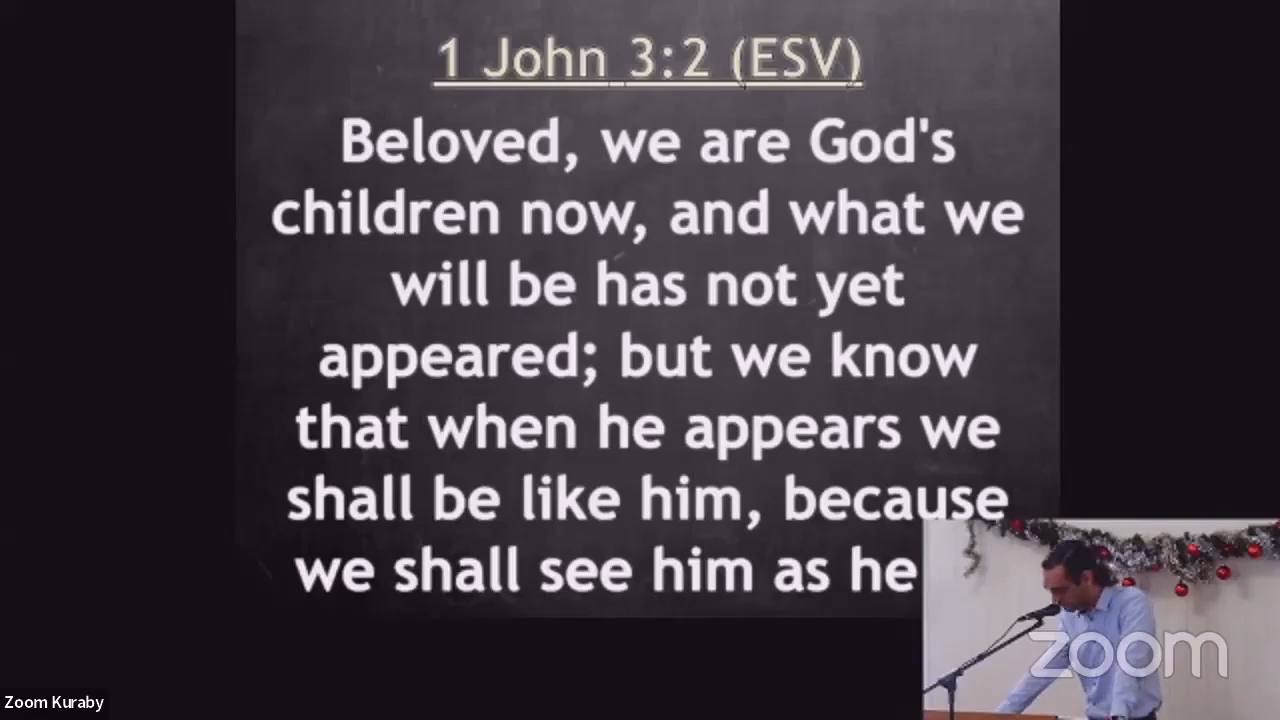 1 John 3:2 (ESV)
Beloved, we are God's
children now, and what we
will be has not yet
appeared; but we know
that when he appears we
shall be like him, because
we shall see him as he
zoom
Zoom Kuraby